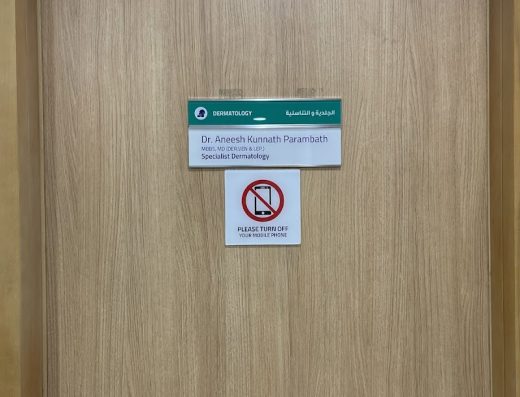 DERMATOLOGY الجلدية و التناسلية
Dr. Aneesh Kunnath Parambath
MBBS, MD (DER,VEN & LEP.)
Specialist Dermatology
PLEASE TURN OFF
YOUR MOBILE PHONE